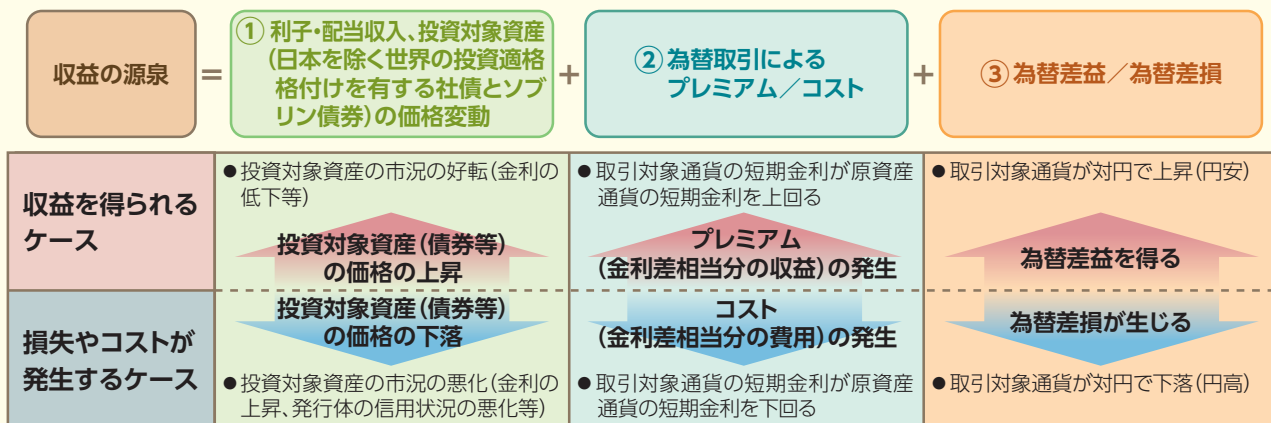 収益の源泉
=
① 利子・配当収入、投資対象資産
(日本を除く世界の投資適格
格付けを有する社債とソブ
リン債券)の価格変動
+
② 為替取引による
プレミアム/コスト
+
③ 為替差益/為替差損
収益を得られる
ケース
●投資対象資産の市況の好転(金利の
低下等)
投資対象資産(債券等)
の価格の上昇
●取引対象通貨の短期金利が原資産
通貨の短期金利を上回る
プレミアム
(金利差相当分の収益)の発生
●取引対象通貨が対円で上昇(円安)
為替差益を得る
損失やコストが
発生するケース
投資対象資産(債券等)
の価格の下落
●投資対象資産の市況の悪化(金利の
上昇、発行体の信用状況の悪化等)
コスト
(金利差相当分の費用)の発生
●取引対象通貨の短期金利が原資産
通貨の短期金利を下回る
為替差損が生じる
●取引対象通貨が対円で下落(円高)